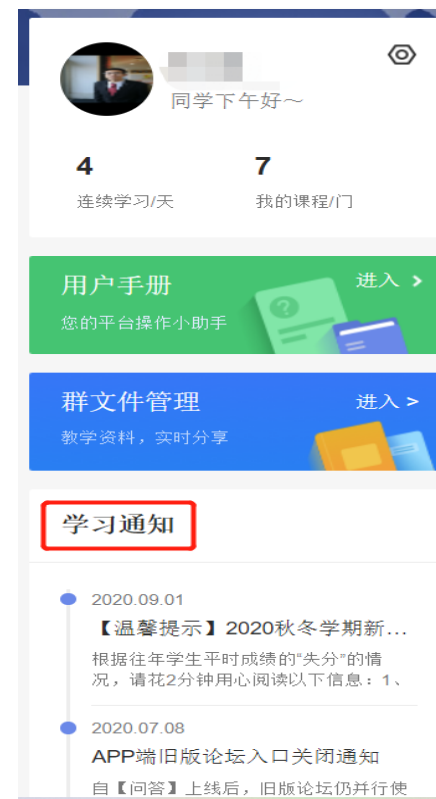 同学下午好～
4
7
连续学习/天
我的课程/门
用户手册
进入 >
您的平台操作小助手
群文件管理
进入 >
教学资料，实时分享
学习通知
2020.09.01
【温馨提示】2020秋冬学期新...
根据往年学生平时成绩的“失分”的情
况，请花2分钟用心阅读以下信息：1、
2020.07.08
APP端旧版论坛入口关闭通知
自【问答】上线后，旧版论坛仍并行使